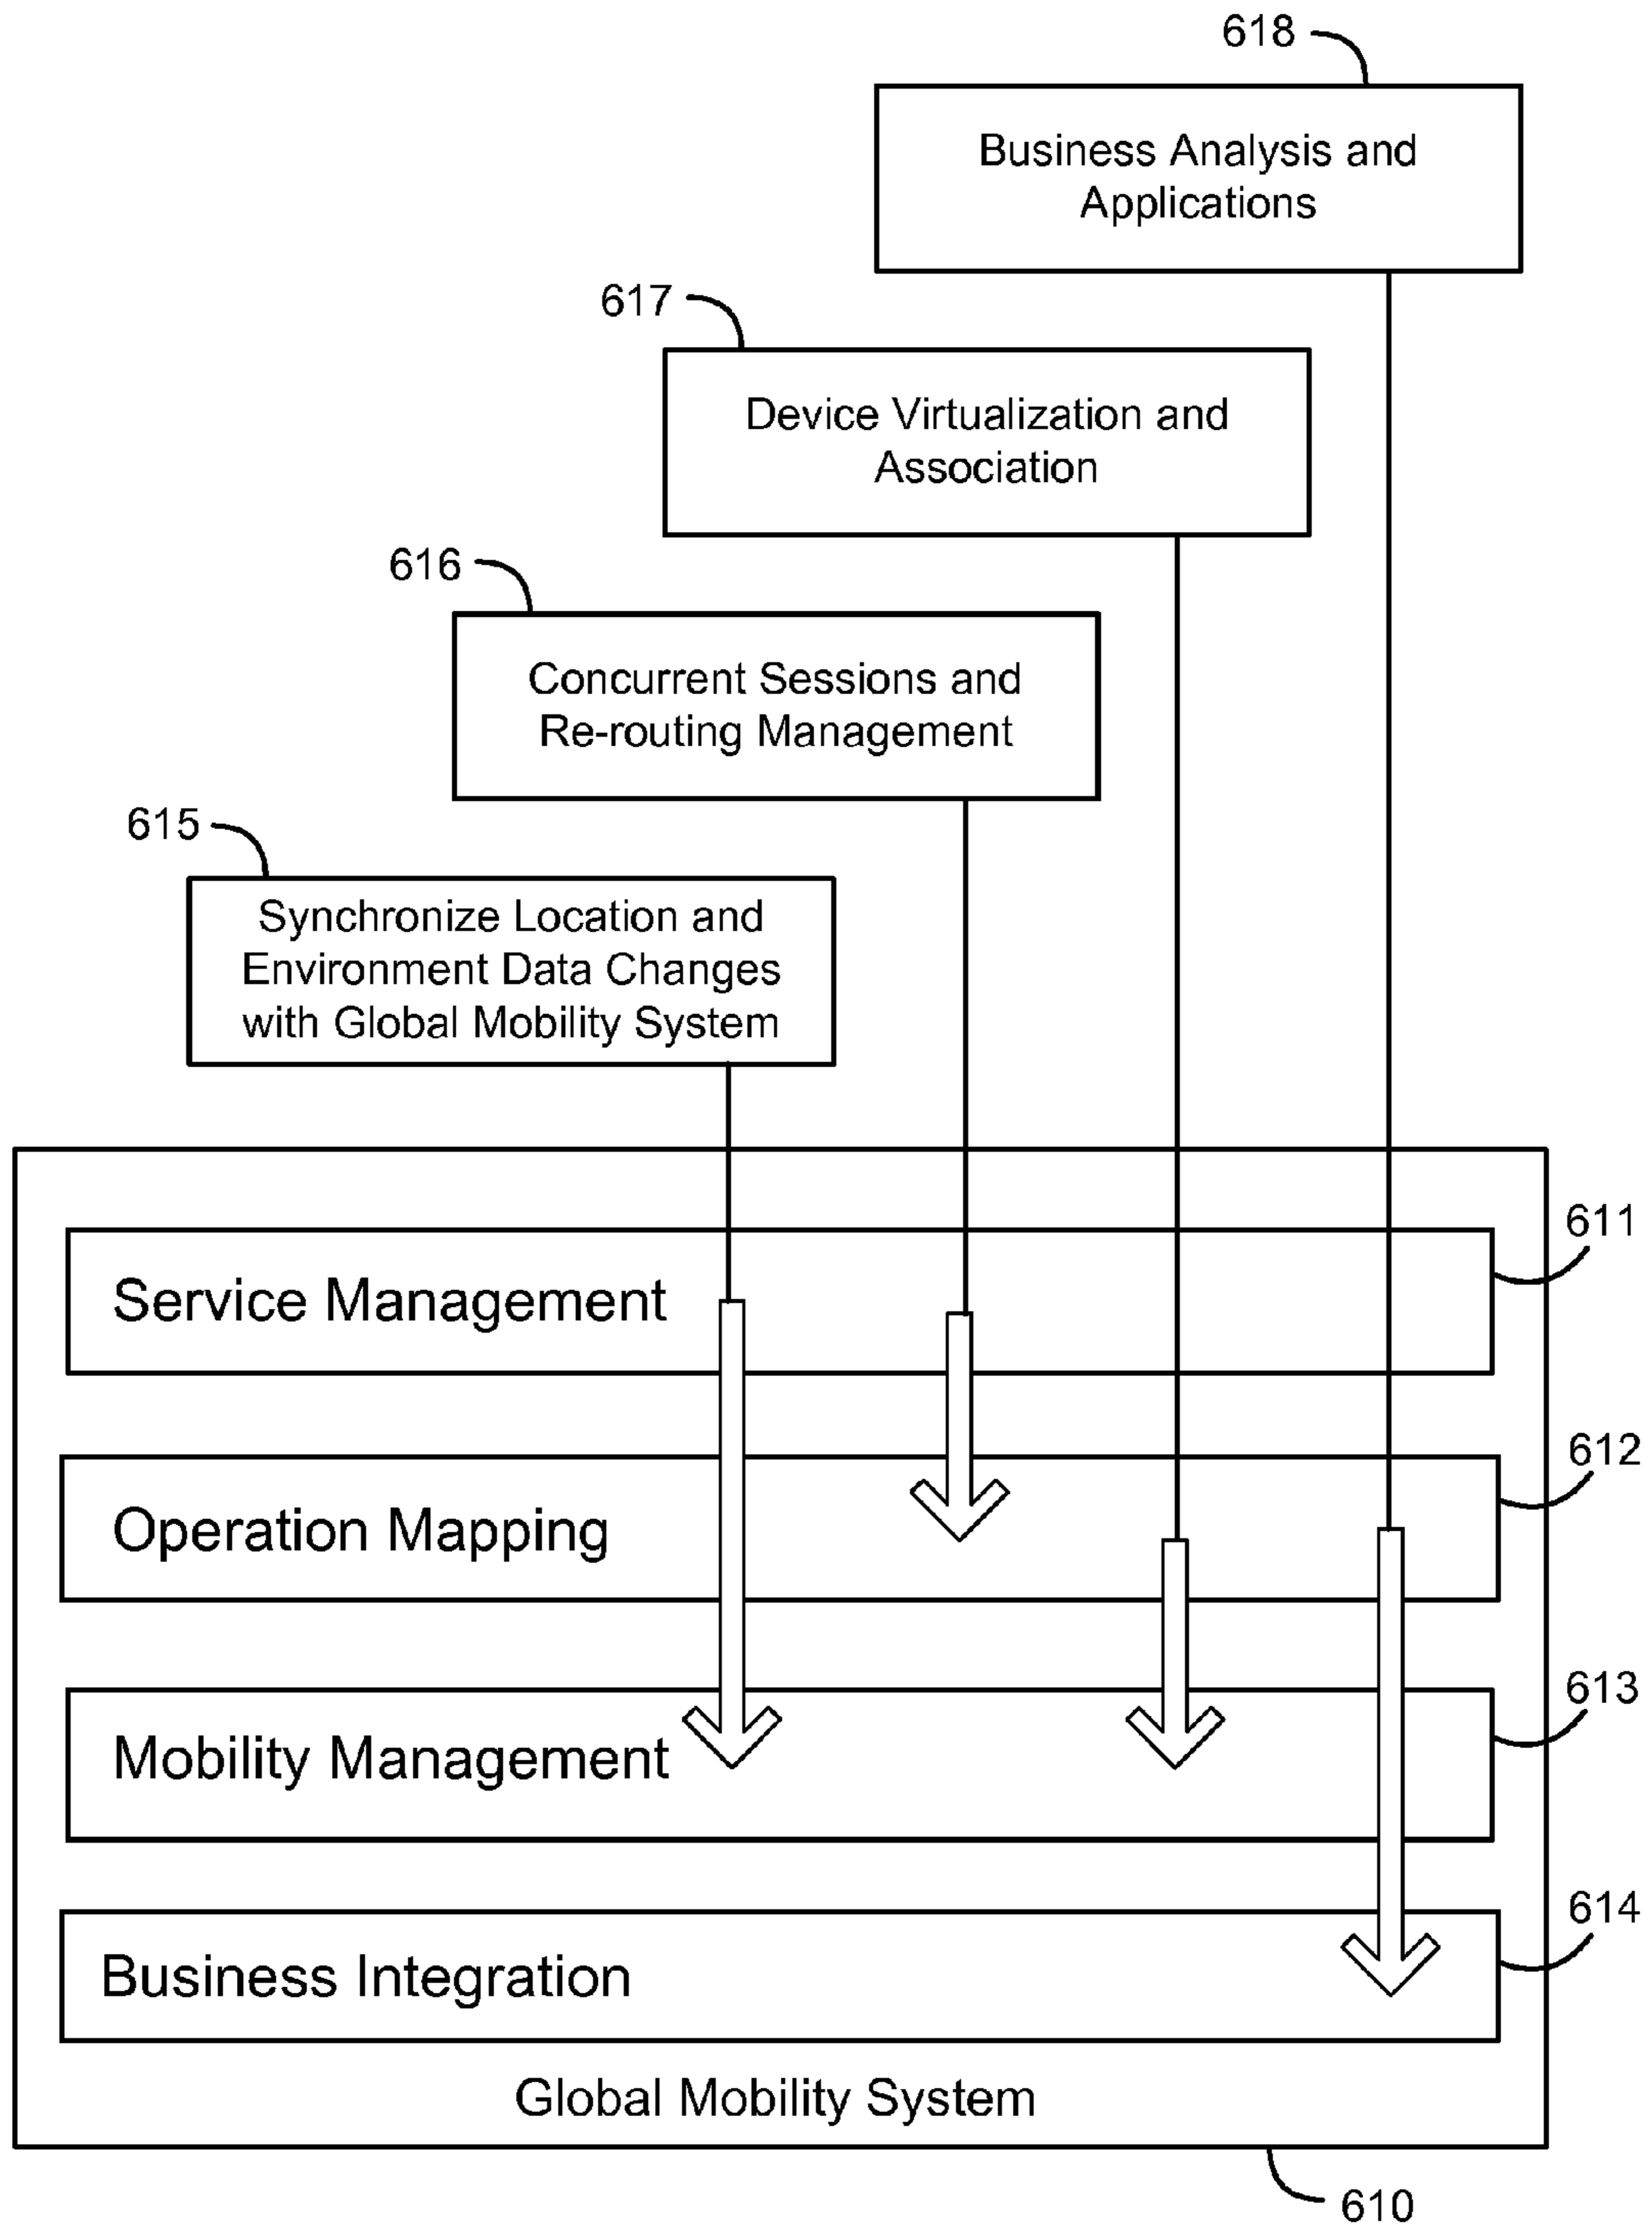 618
Business Analysis and
Applications
617
Device Virtualization and
Association
616
Concurrent Sessions and
Re-routing Management
615
Synchronize Location and
Environment Data Changes
with Global Mobility System
611
Service Management
612
Operation Mapping
613
Mobility Management
614
Business Integration
Global Mobility System
610